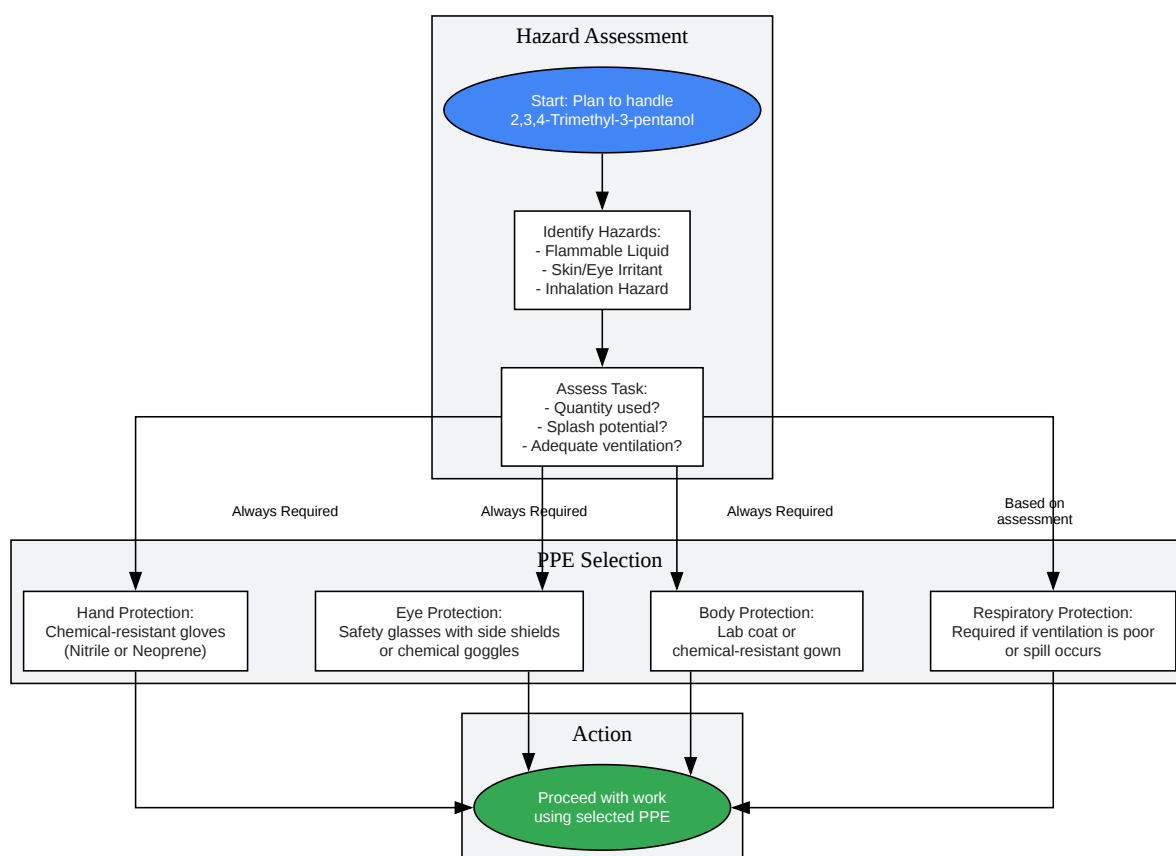 Hazard Assessment
Start: Plan to handle
2,3,4-Trimethyl-3-pentanol
Identify Hazards:
- Flammable Liquid
- Skin/Eye Irritant
- Inhalation Hazard
Assess Task:
- Quantity used?
- Splash potential?
- Adequate ventilation?
Always Required
Always Required
Always Required
Based on
assessment
PPE Selection
Hand Protection:
Chemical-resistant gloves
(Nitrile or Neoprene)
Eye Protection:
Safety glasses with side shields
or chemical goggles
Body Protection:
Lab coat or
chemical-resistant gown
Respiratory Protection:
Required if ventilation is poor
or spill occurs
Action
Proceed with work
using selected PPE